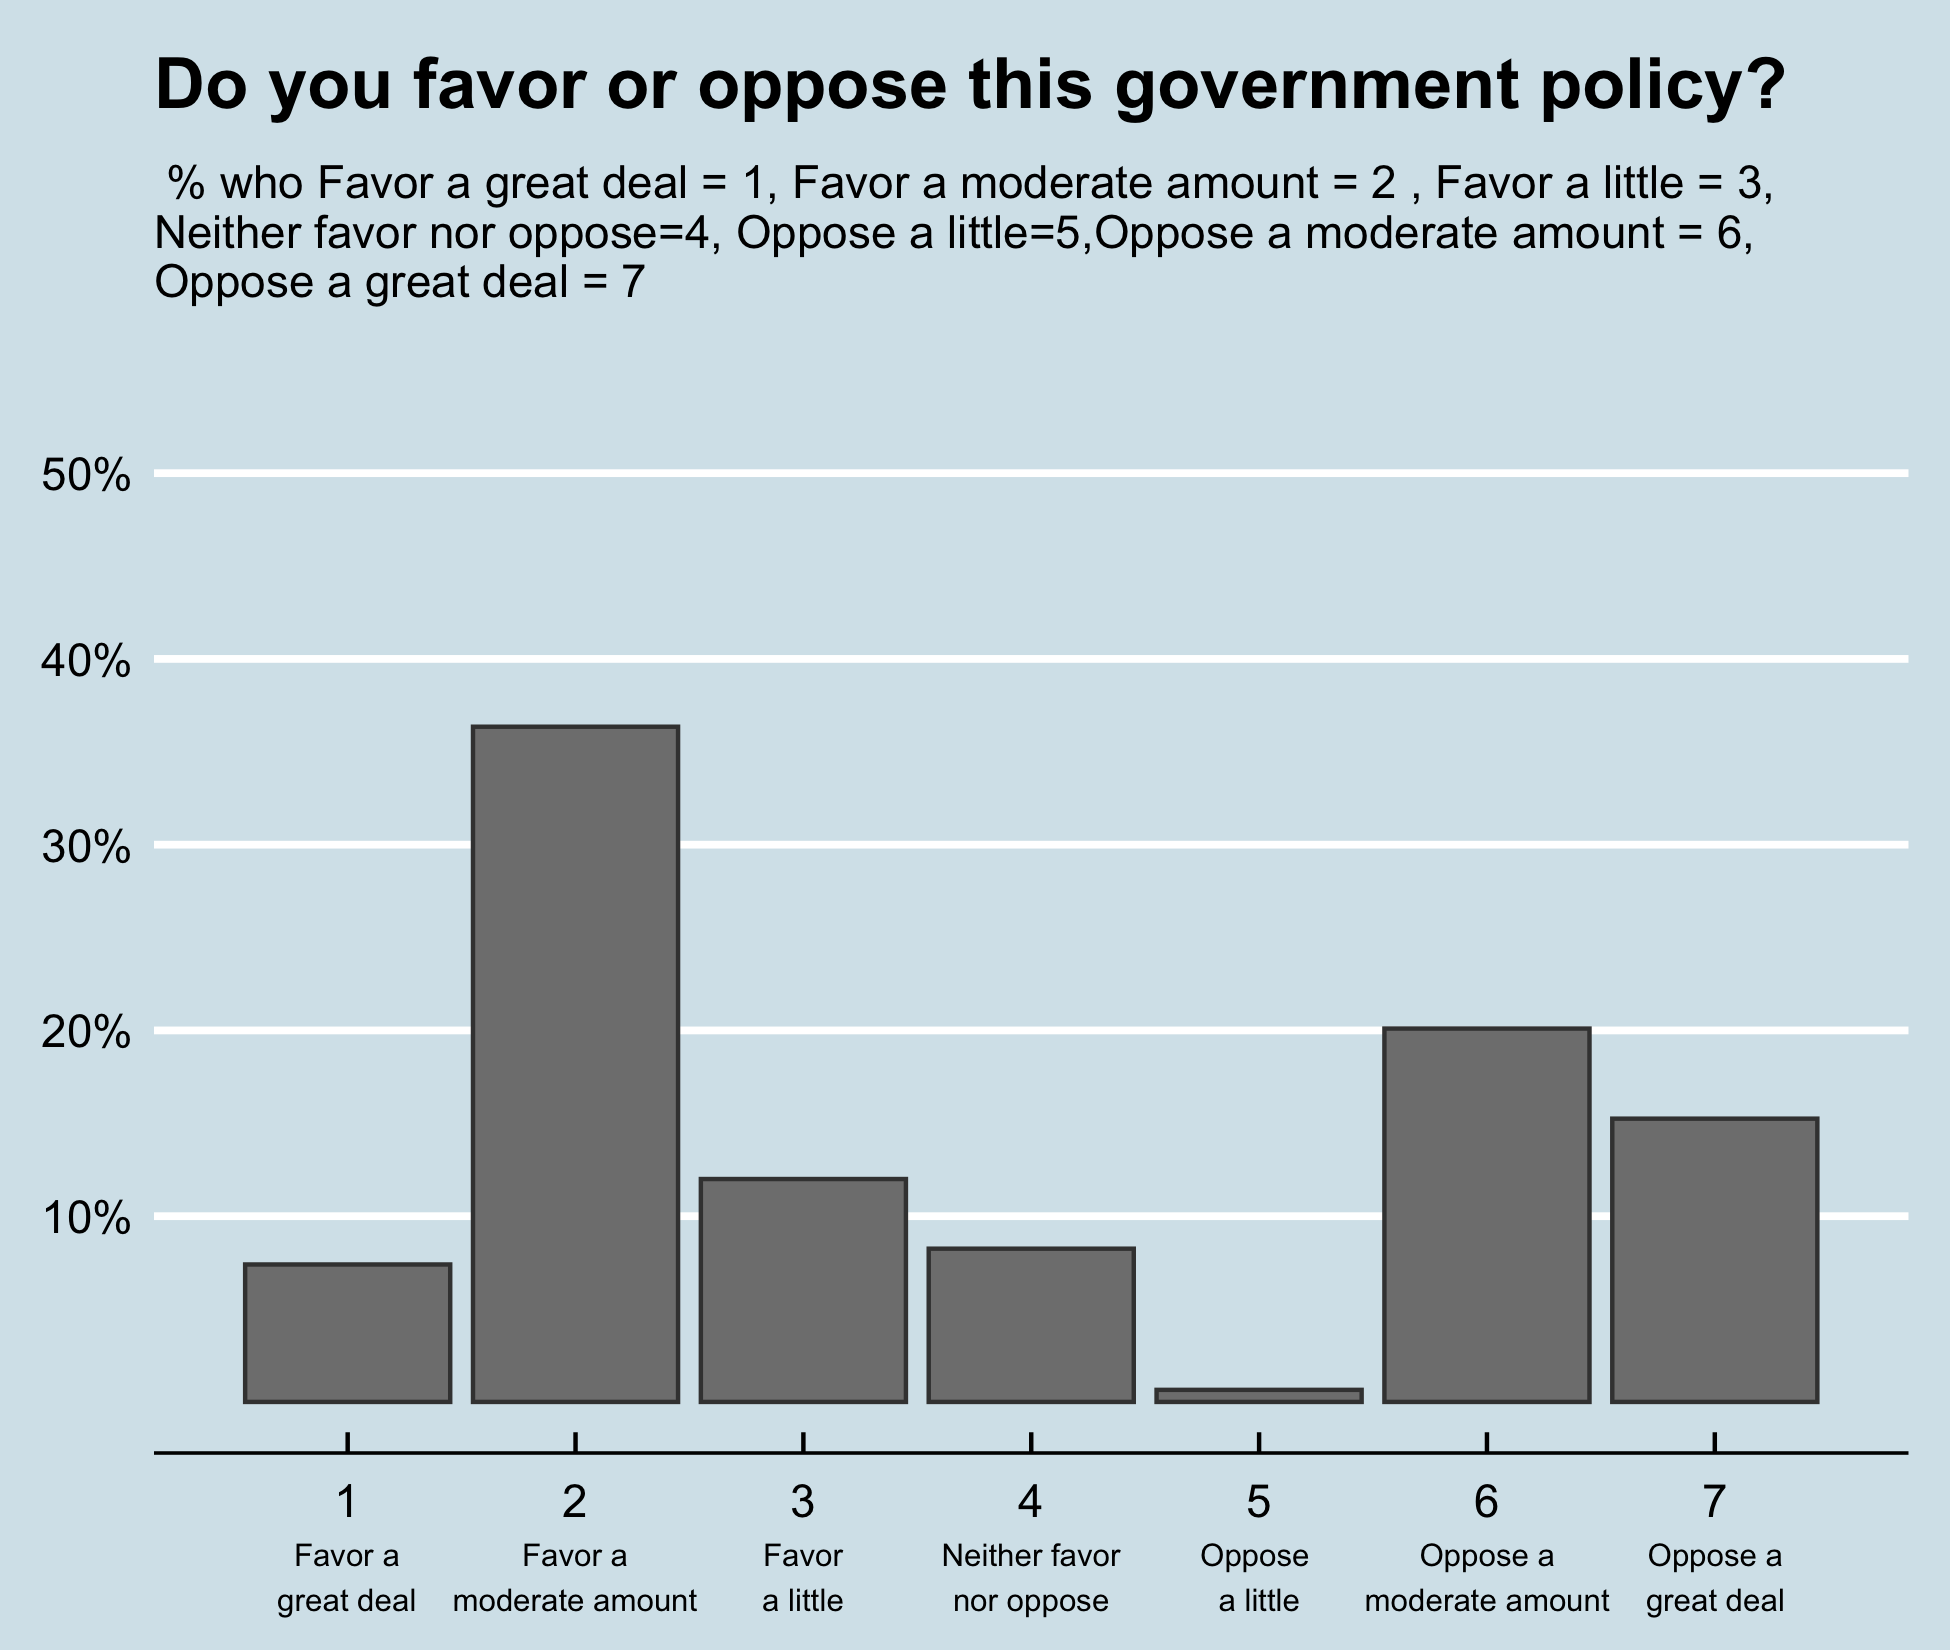 Do you favor or oppose this government policy?
% who Favor a great deal = 1, Favor a moderate amount = 2 , Favor a little = 3,
Neither favor nor oppose=4, Oppose a little=5,Oppose a moderate amount = 6,
Oppose a great deal = 7
50%
40%
30%
20%
10%
1 2 3 4 5 6 7
Favor a Favor a Favor Neither favor Oppose Oppose a Oppose a
great deal moderate amount a little nor oppose a little moderate amount great deal